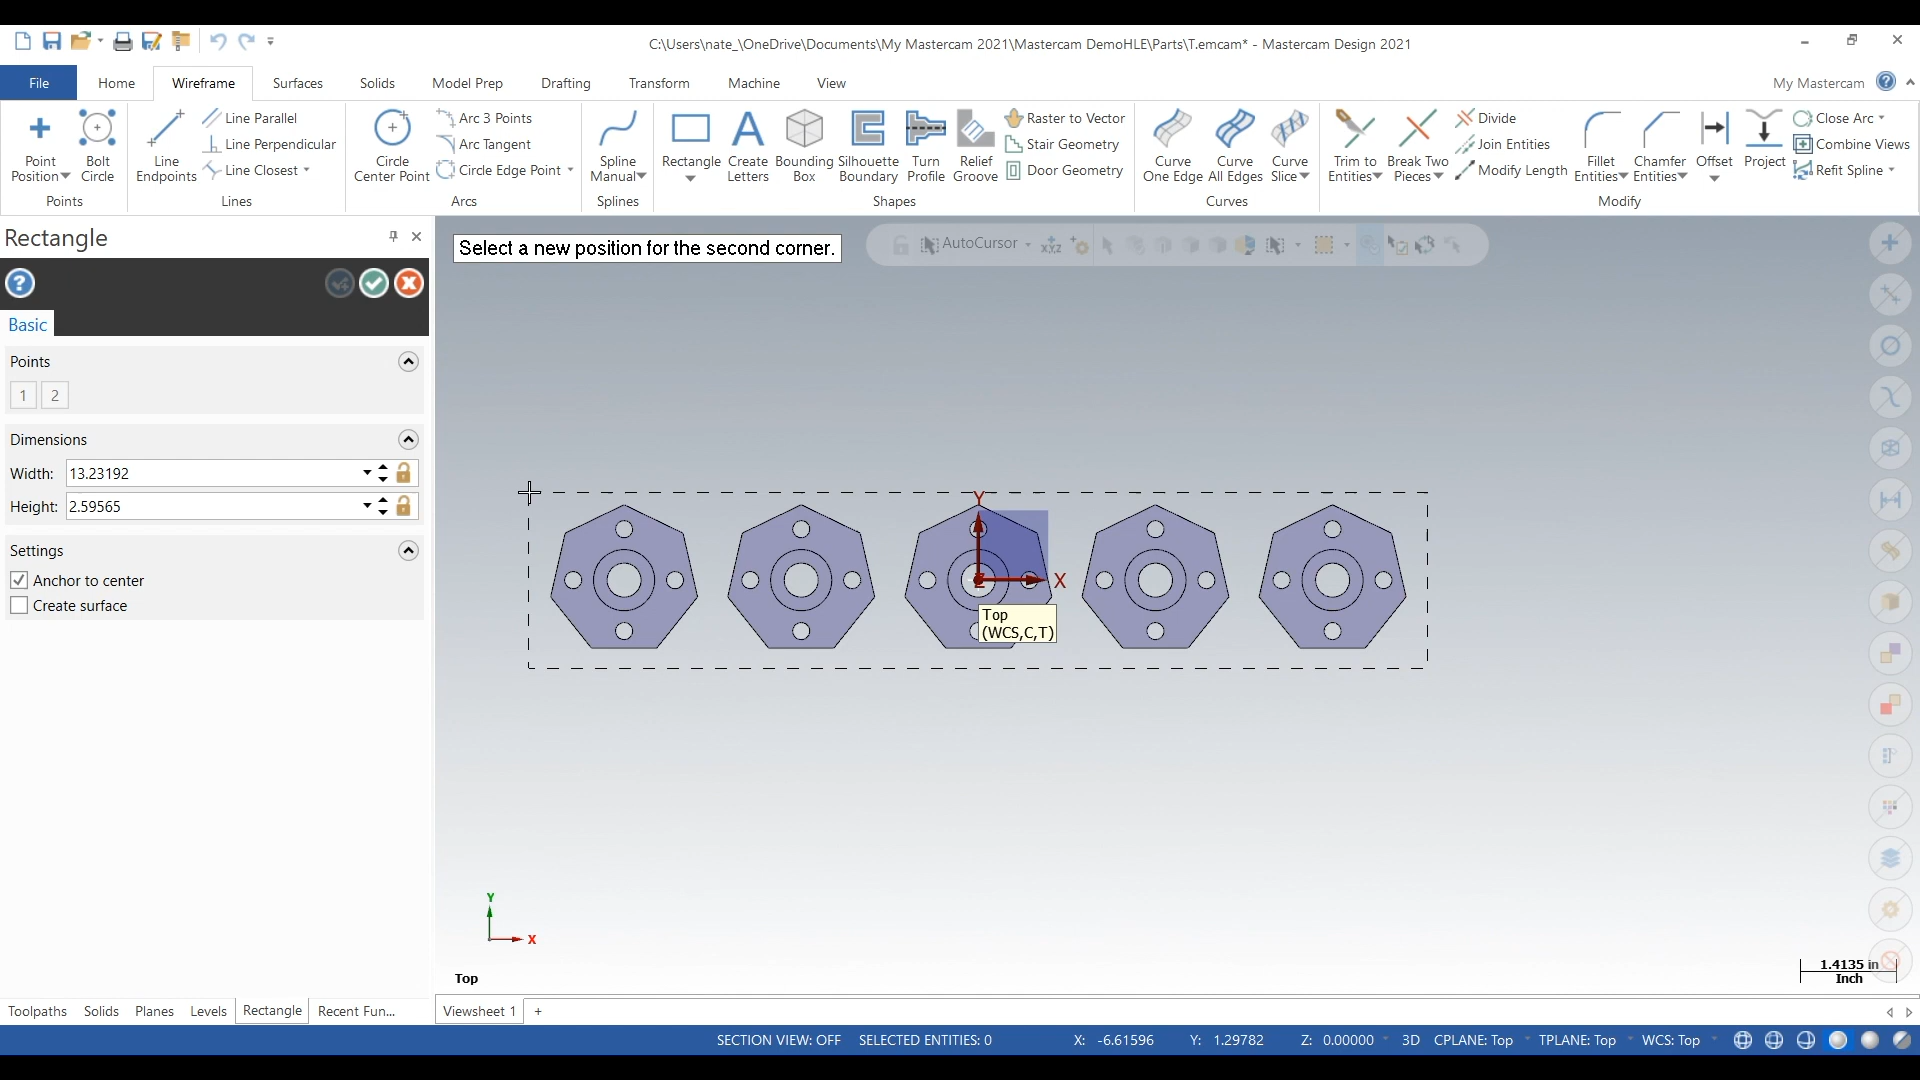 C:\Users\nate_\OneDrive\Documents\My Mastercam 2021\Mastercam DemoHLE\Parts\T.emcam* - Mastercam Design 2021
File Home Wireframe Surfaces Solids Model Prep Drafting Transform Machine View My Mastercam
Point Position
Bolt Circle
Points
Line Endpoints
Line Parallel
Line Perpendicular
Line Closest
Lines
Circle Center Point
Arc 3 Points
Arc Tangent
Circle Edge Point
Arcs
Spline Manual
Splines
Rectangle
Create Letters
Bounding Box
Silhouette Boundary
Turn Profile
Relief Groove
Raster to Vector
Stair Geometry
Door Geometry
Shapes
Curve One Edge
Curve All Edges
Curve Slice
Curves
Trim to Entities
Break Two Pieces
Divide
Join Entities
Modify Length
Fillet Entities
Chamfer Entities
Offset
Project
Close Arc
Combine Views
Refit Spline
Modify
Rectangle
Basic
Points
1 2
Dimensions
Width: 13.23192
Height: 2.59565
Settings
Anchor to center
Create surface
Select a new position for the second corner.
AutoCursor
Y
X
Z
Top
(WCS,C,T)
Y
X
Top
1.4135 in
Inch
Toolpaths Solids Planes Levels Rectangle Recent Fun...
Viewsheet 1 +
SECTION VIEW: OFF SELECTED ENTITIES: 0 X: -6.61596 Y: 1.29782 Z: 0.00000 3D CPLANE: Top TPLANE: Top WCS: Top